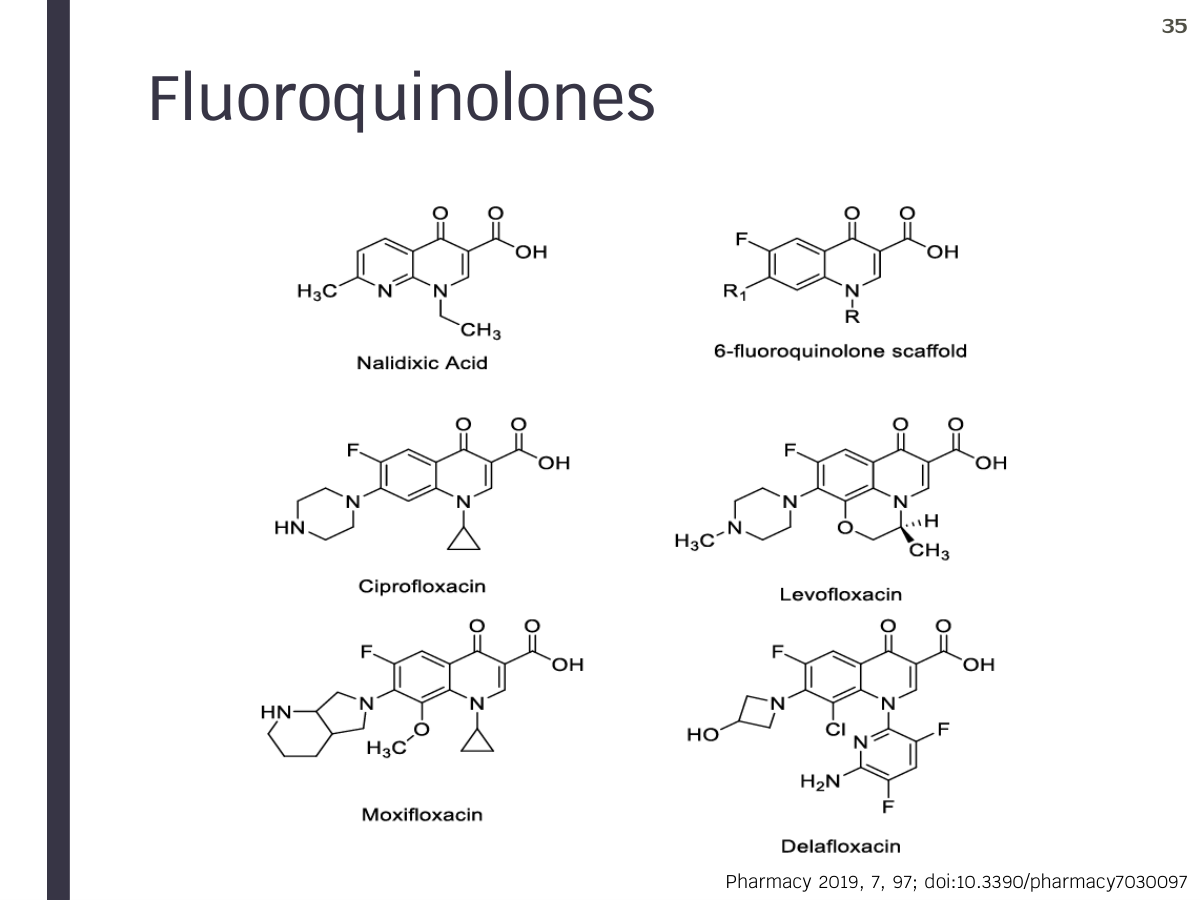 35
Fluoroquinolones
O O
OH
H₃C N N
CH₃
Nalidixic Acid
O O
F OH
R₁ N
R
6-fluoroquinolone scaffold
O O
F OH
N
HN N
Ciprofloxacin
O O
F OH
N N
N O H
H₃C CH₃
Levofloxacin
O O
F OH
HN N N
O
H₃C
Moxifloxacin
O O
F OH
N N
HO Cl F
N
H₂N
F
Delafloxacin
Pharmacy 2019, 7, 97; doi:10.3390/pharmacy7030097